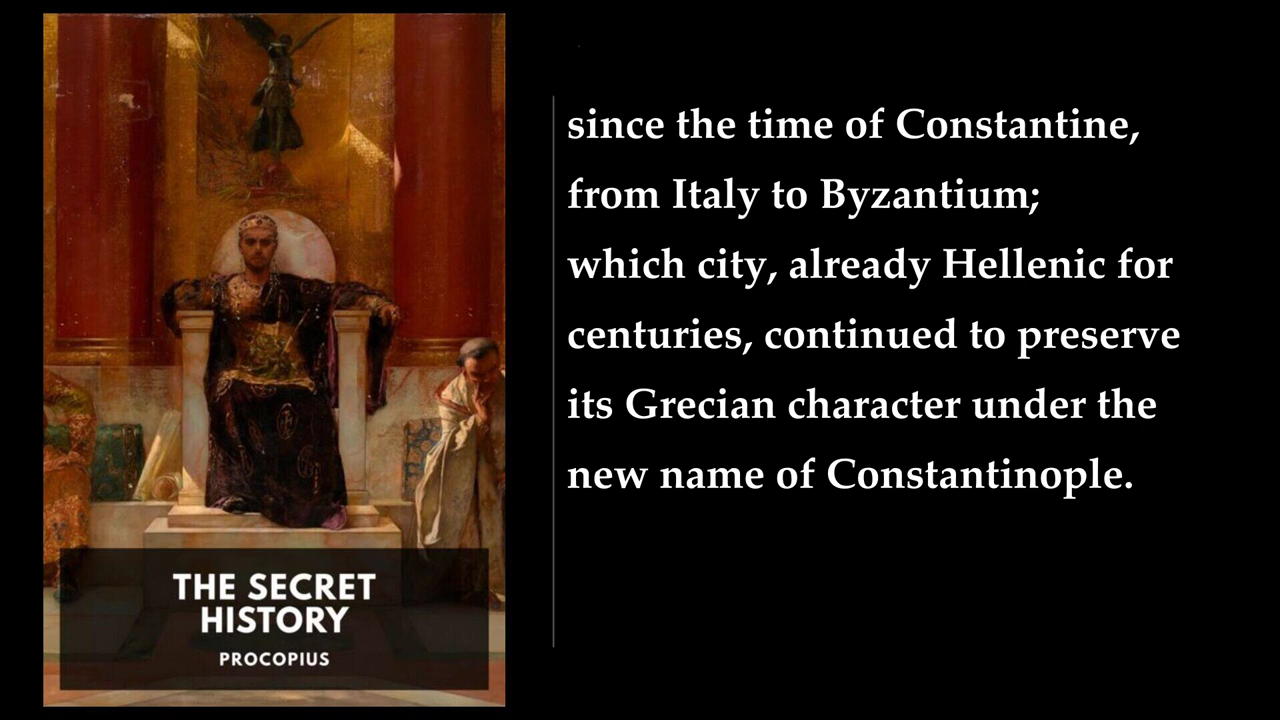 THE SECRET
HISTORY
PROCOPIUS
since the time of Constantine,
from Italy to Byzantium;
which city, already Hellenic for
centuries, continued to preserve
its Grecian character under the
new name of Constantinople.